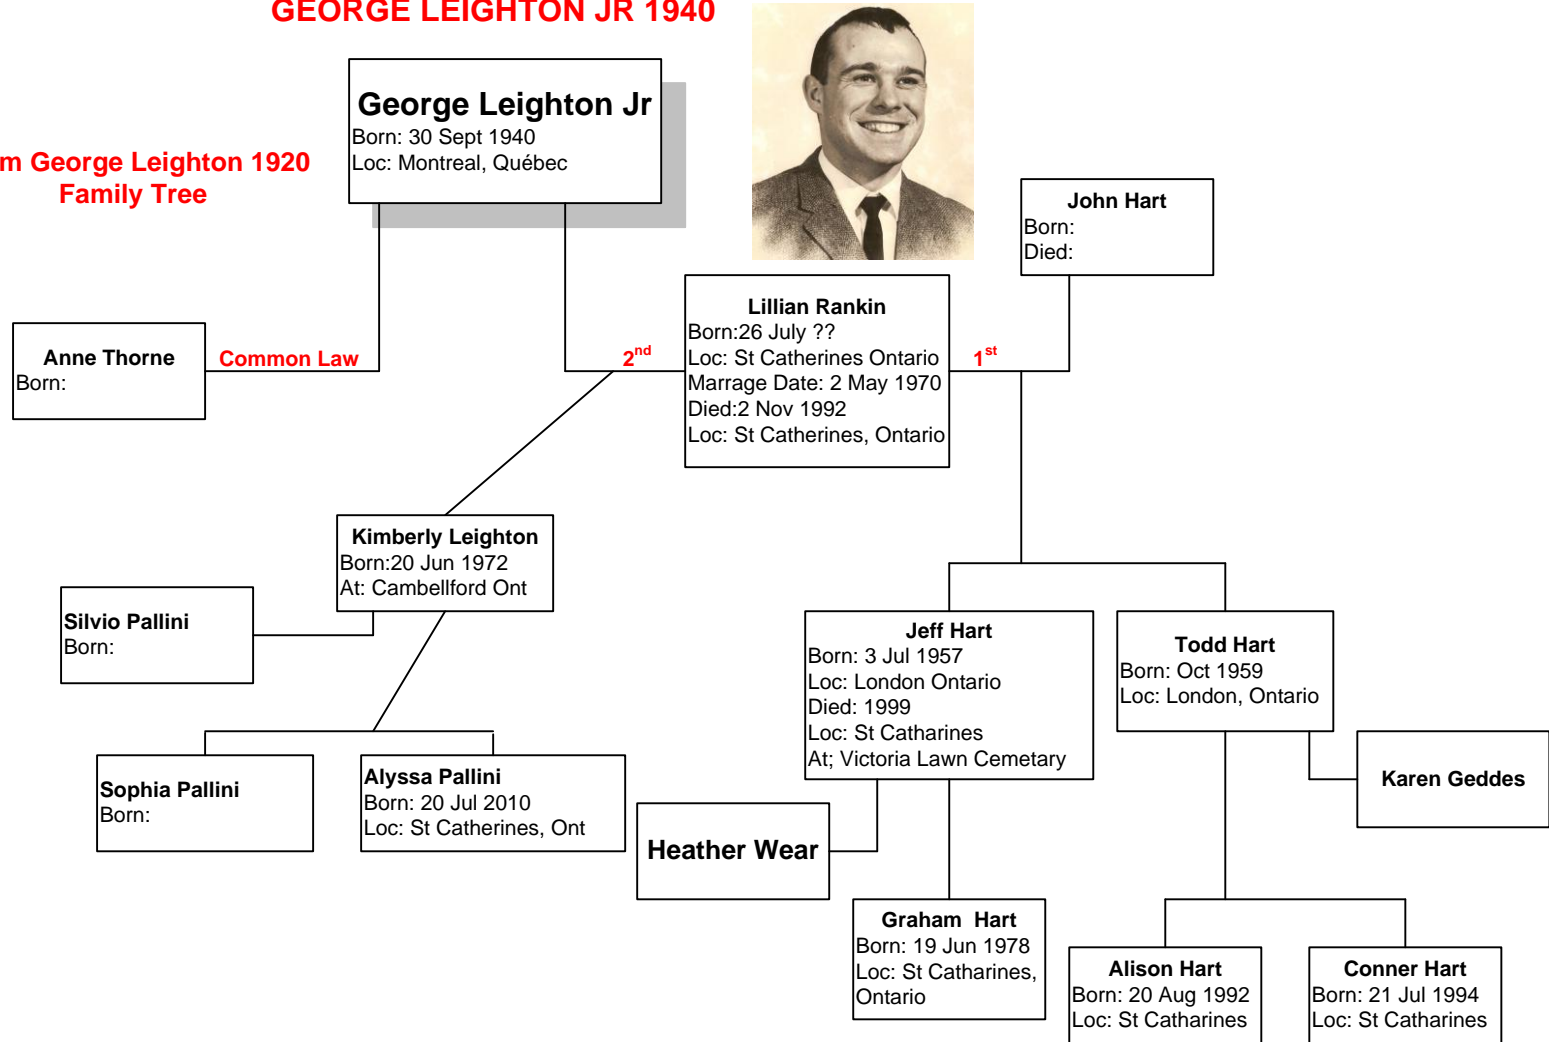 GEORGE LEIGHTON JR 1940
George Leighton Jr
Born: 30 Sept 1940
Loc: Montreal, Québec
m George Leighton 1920
Family Tree
John Hart
Born:
Died:
Anne Thorne
Born:
Common Law
2nd
Lillian Rankin
Born:26 July ??
Loc: St Catherines Ontario
Marrage Date: 2 May 1970
Died:2 Nov 1992
Loc: St Catherines, Ontario
1st
Kimberly Leighton
Born:20 Jun 1972
At: Cambellford Ont
Silvio Pallini
Born:
Jeff Hart
Born: 3 Jul 1957
Loc: London Ontario
Died: 1999
Loc: St Catharines
At; Victoria Lawn Cemetary
Todd Hart
Born: Oct 1959
Loc: London, Ontario
Karen Geddes
Sophia Pallini
Born:
Alyssa Pallini
Born: 20 Jul 2010
Loc: St Catherines, Ont
Heather Wear
Graham  Hart
Born: 19 Jun 1978
Loc: St Catharines,
Ontario
Alison Hart
Born: 20 Aug 1992
Loc: St Catharines
Conner Hart
Born: 21 Jul 1994
Loc: St Catharines